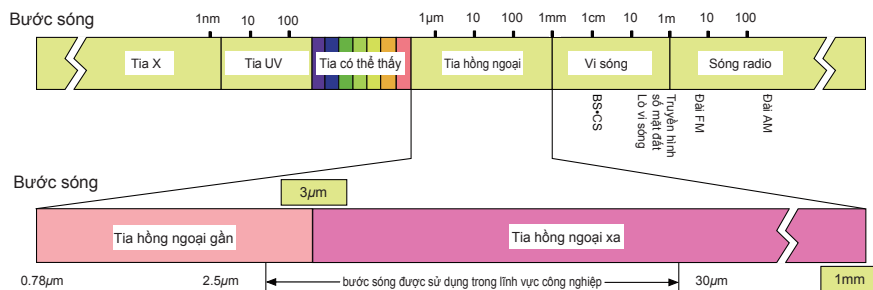 Bước sóng
1nm 10 100 1µm 10 100 1mm 1cm 10 1m 10 100
Tia X Tia UV Tia có thể thấy Tia hồng ngoại Vi sóng Sóng radio
BS•CS
Lò vi sóng
Truyền hình
số mặt đất
Đài FM
Đài AM
Bước sóng
3µm
Tia hồng ngoại gần Tia hồng ngoại xa
0.78µm 2.5µm bước sóng được sử dụng trong lĩnh vực công nghiệp 30µm 1mm